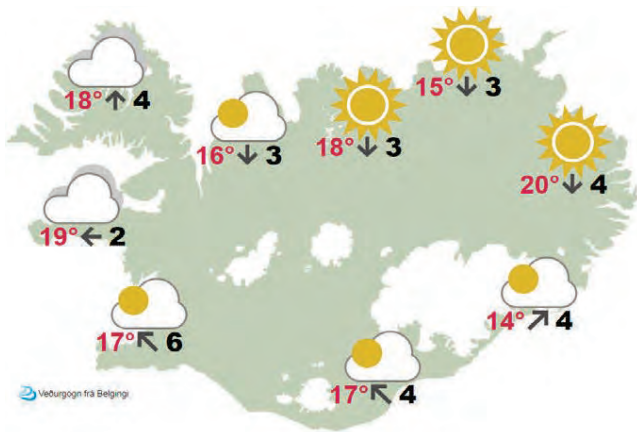 15° ↓ 3
18° ↑ 4
16° ↓ 3
18° ↓ 3
20° ↓ 4
19° ← 2
14° ↗ 4
17° ↖ 6
17° ↖ 4
Veðurgogn frá Belgingi